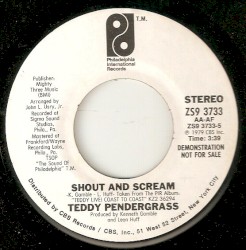 T.M.
Philadelphia
International
Records
Publisher,
Mighty
Three Music
(BMI)
Arranged by
John L. Usry, Jr.
Recorded at
Sigma Sound
Studios,
Phila., Pa.
Mastered at
Frankford/Wayne
Recording Labs,
Phila., Pa.
TSOP
"The Sound Of
Philadelphia" T.M.
STEREO
ZS9 3733
AA-AF
ZSB 3733-S
℗ 1979 CBS Inc.
Time: 3:38
DEMONSTRATION
NOT FOR SALE
SHOUT AND SCREAM
-K. Gamble - L. Huff- Taken From The PIR Album:
"TEDDY LIVE! COAST TO COAST" KZ2 36294
TEDDY PENDERGRASS
Produced by Kenneth Gamble and
Leon Huff
Distributed by CBS Records / CBS Inc. / 51 West 52 Street, New York City